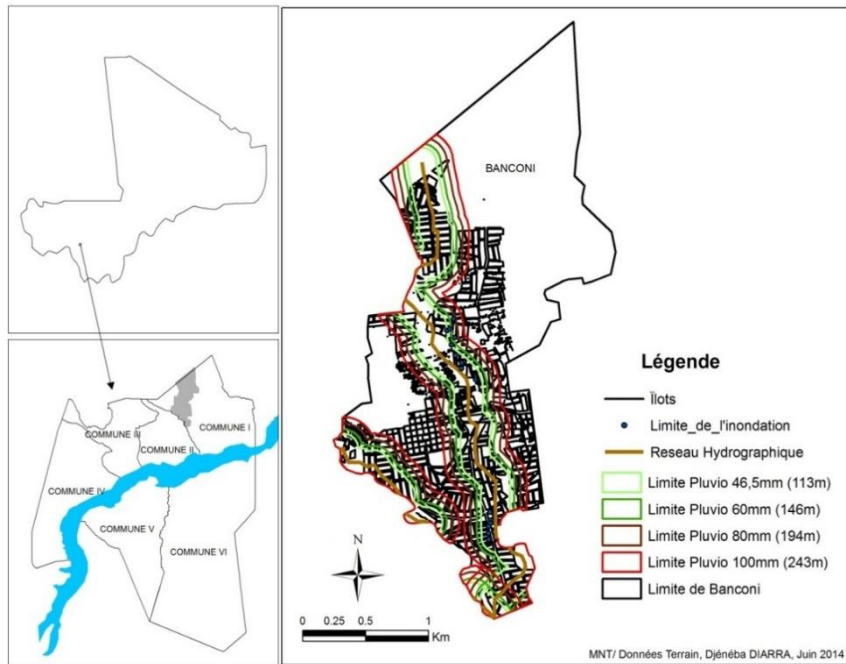 COMMUNE III
COMMUNE I
COMMUNE II
COMMUNE IV
COMMUNE V
COMMUNE VI
BANCONI
Légende
Îlots
Limite_de_l'inondation
Reseau Hydrographique
Limite Pluvio 46,5mm (113m)
Limite Pluvio 60mm (146m)
Limite Pluvio 80mm (194m)
Limite Pluvio 100mm (243m)
Limite de Banconi
N
0 0.25 0.5 1
Km
MNT/ Données Terrain, Djénéba DIARRA, Juin 2014